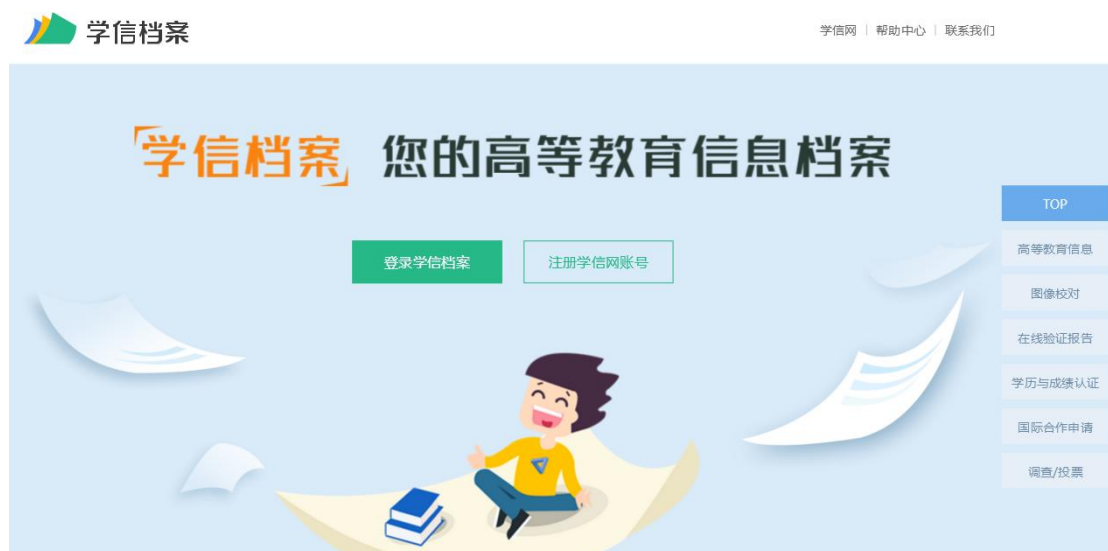 学信档案
学信网 | 帮助中心 | 联系我们
学信档案 您的高等教育信息档案
登录学信档案 注册学信网账号
TOP
高等教育信息
图像校对
在线验证报告
学历与成绩认证
国际合作申请
调查/投票